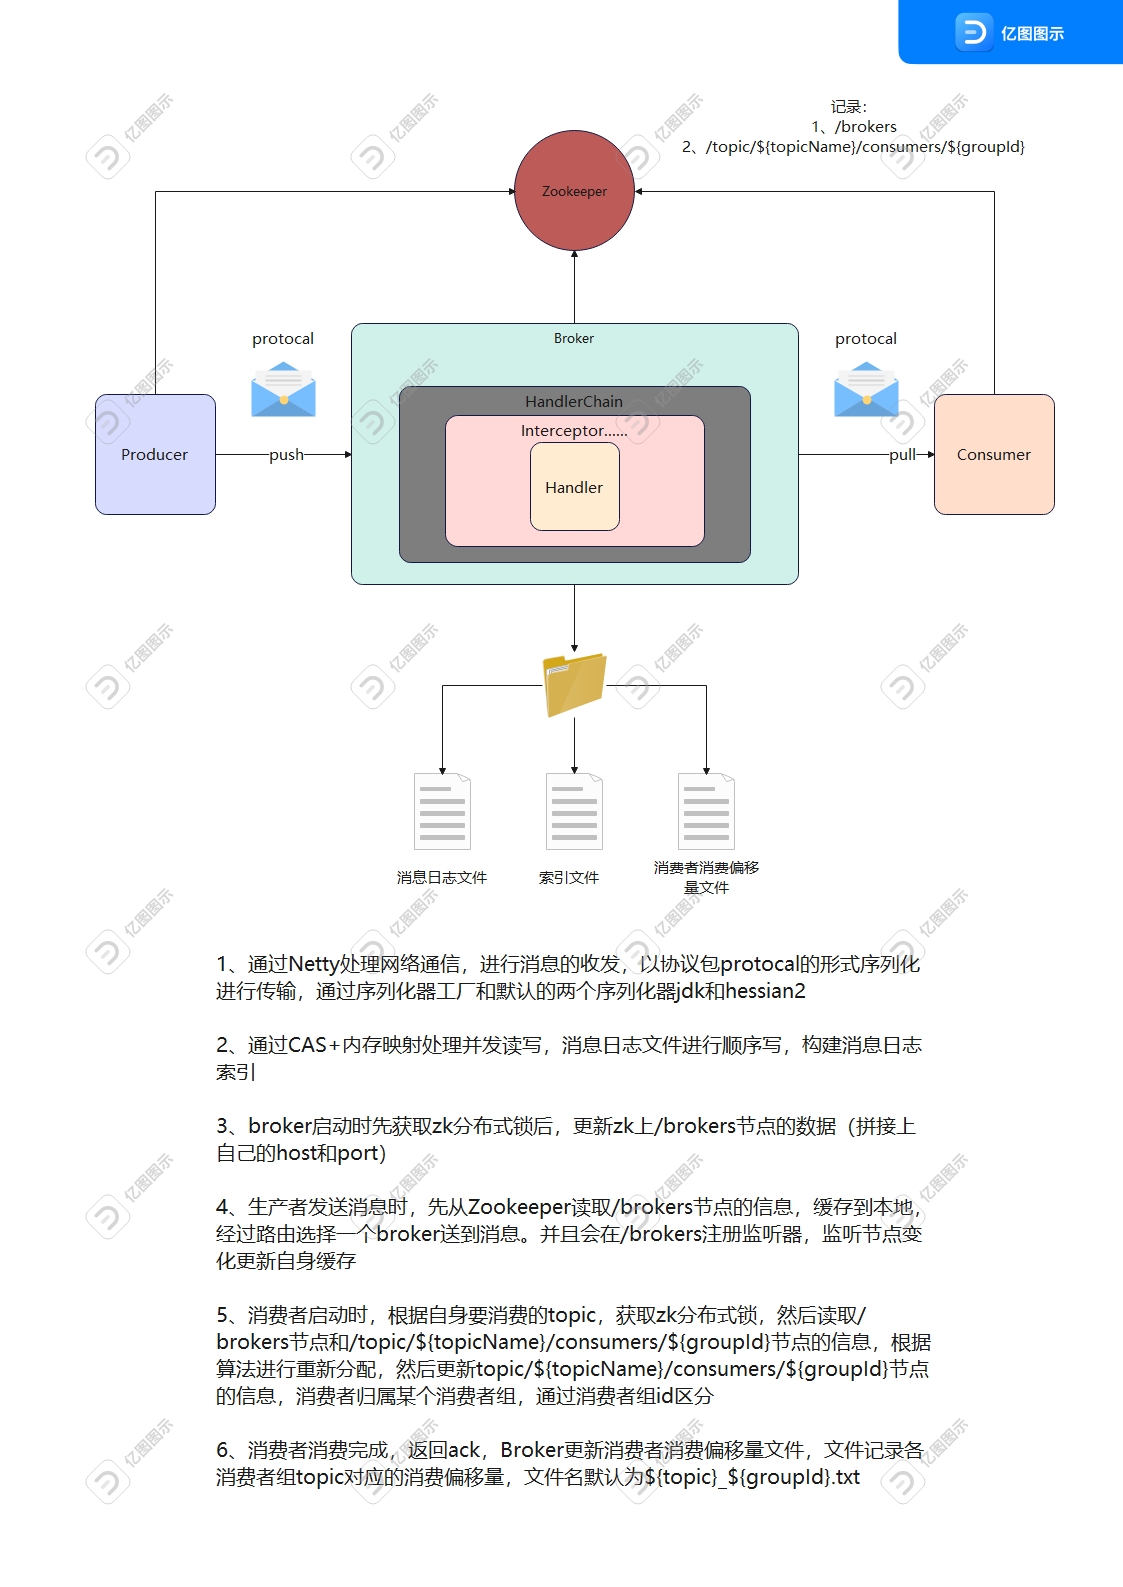 亿图图示
记录：
1、/brokers
2、/topic/${topicName}/consumers/${groupId}
Zookeeper
protocal
Broker
protocal
HandlerChain
Interceptor......
Producer
push
Handler
pull
Consumer
消息日志文件
索引文件
消费者消费偏移
量文件
1、通过Netty处理网络通信，进行消息的收发，以协议包protocal的形式序列化
进行传输，通过序列化器工厂和默认的两个序列化器jdk和hessian2
2、通过CAS+内存映射处理并发读写，消息日志文件进行顺序写，构建消息日志
索引
3、broker启动时先获取zk分布式锁后，更新zk上/brokers节点的数据（拼接上
自己的host和port）
4、生产者发送消息时，先从Zookeeper读取/brokers节点的信息，缓存到本地，
经过路由选择一个broker送到消息。并且会在/brokers注册监听器，监听节点变
化更新自身缓存
5、消费者启动时，根据自身要消费的topic，获取zk分布式锁，然后读取/
brokers节点和/topic/${topicName}/consumers/${groupId}节点的信息，根据
算法进行重新分配，然后更新topic/${topicName}/consumers/${groupId}节点
的信息，消费者归属某个消费者组，通过消费者组id区分
6、消费者消费完成，返回ack，Broker更新消费者消费偏移量文件，文件记录各
消费者组topic对应的消费偏移量，文件名默认为${topic}_${groupId}.txt